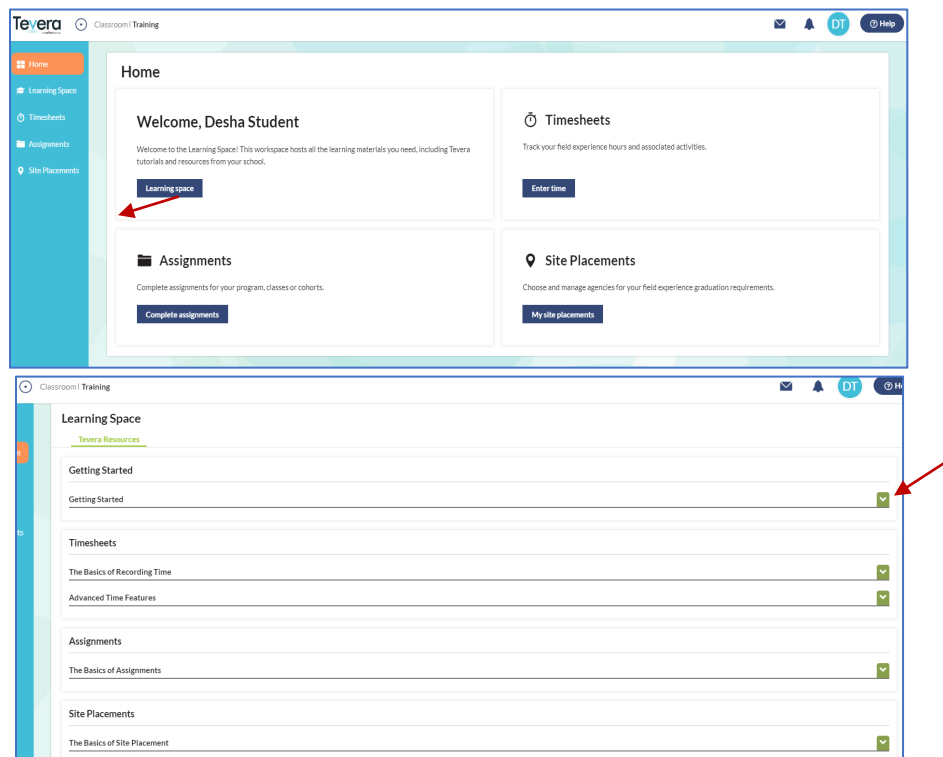 Tevera
Classroom | Training
DT
Help
Home
Learning Space
Timesheets
Assignments
Site Placements
Home
Welcome, Desha Student
Welcome to the Learning Space! This workspace hosts all the learning materials you need, including Tevera
tutorials and resources from your school.
Learning space
Timesheets
Track your field experience hours and associated activities.
Enter time
Assignments
Complete assignments for your program, classes or cohorts.
Complete assignments
Site Placements
Choose and manage agencies for your field experience graduation requirements.
My site placements
Classroom | Training
DT
Learning Space
Tevera Resources
Getting Started
Getting Started
Timesheets
The Basics of Recording Time
Advanced Time Features
Assignments
The Basics of Assignments
Site Placements
The Basics of Site Placement